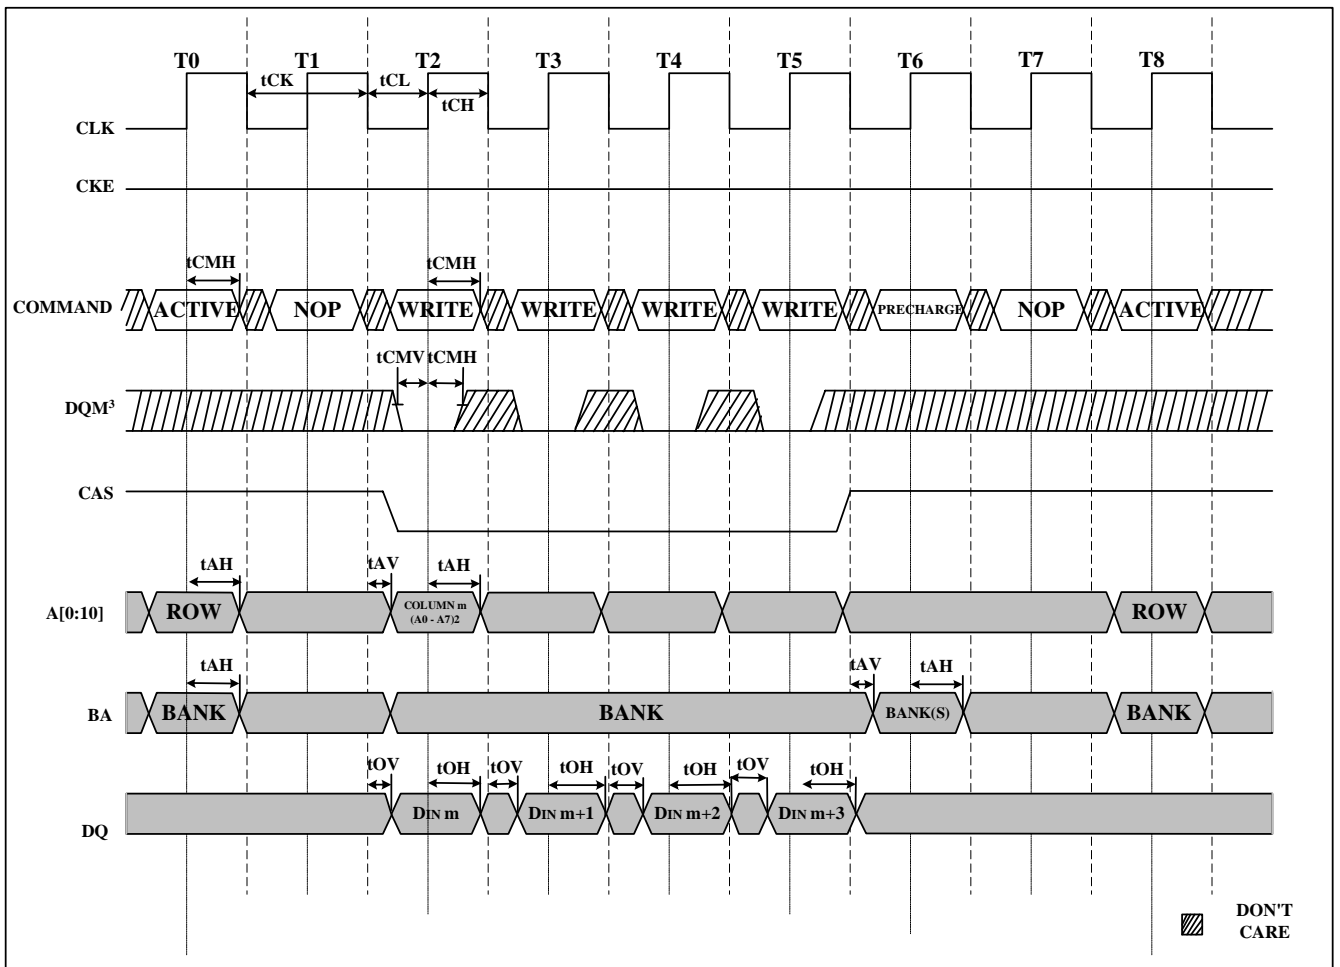 T0 T1 T2 T3 T4 T5 T6 T7 T8
tCK tCL
tCH
CLK
CKE
tCMH tCMH
COMMAND ACTIVE NOP WRITE WRITE WRITE WRITE PRECHARGE NOP ACTIVE
tCMV tCMH
DQM3
CAS
tAH tAV tAH
A[0:10] ROW COLUMN m ROW
(A0 - A7)2
tAH tAV tAH
BA BANK BANK BANK(S) BANK
tOV tOH tOV tOH tOV tOH tOV tOH
DQ DIN m DIN m+1 DIN m+2 DIN m+3
DON'T
CARE